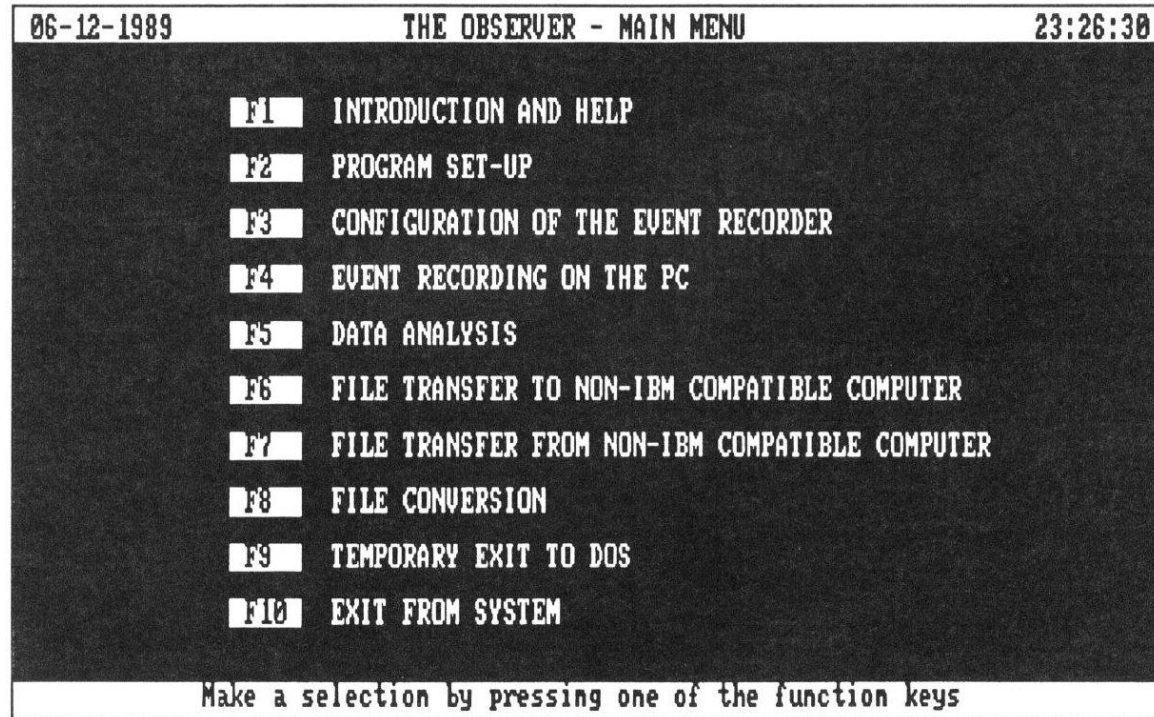 06-12-1989 THE OBSERVER - MAIN MENU 23:26:30
F1 INTRODUCTION AND HELP
F2 PROGRAM SET-UP
F3 CONFIGURATION OF THE EVENT RECORDER
F4 EVENT RECORDING ON THE PC
F5 DATA ANALYSIS
F6 FILE TRANSFER TO NON-IBM COMPATIBLE COMPUTER
F7 FILE TRANSFER FROM NON-IBM COMPATIBLE COMPUTER
F8 FILE CONVERSION
F9 TEMPORARY EXIT TO DOS
F10 EXIT FROM SYSTEM
Make a selection by pressing one of the function keys